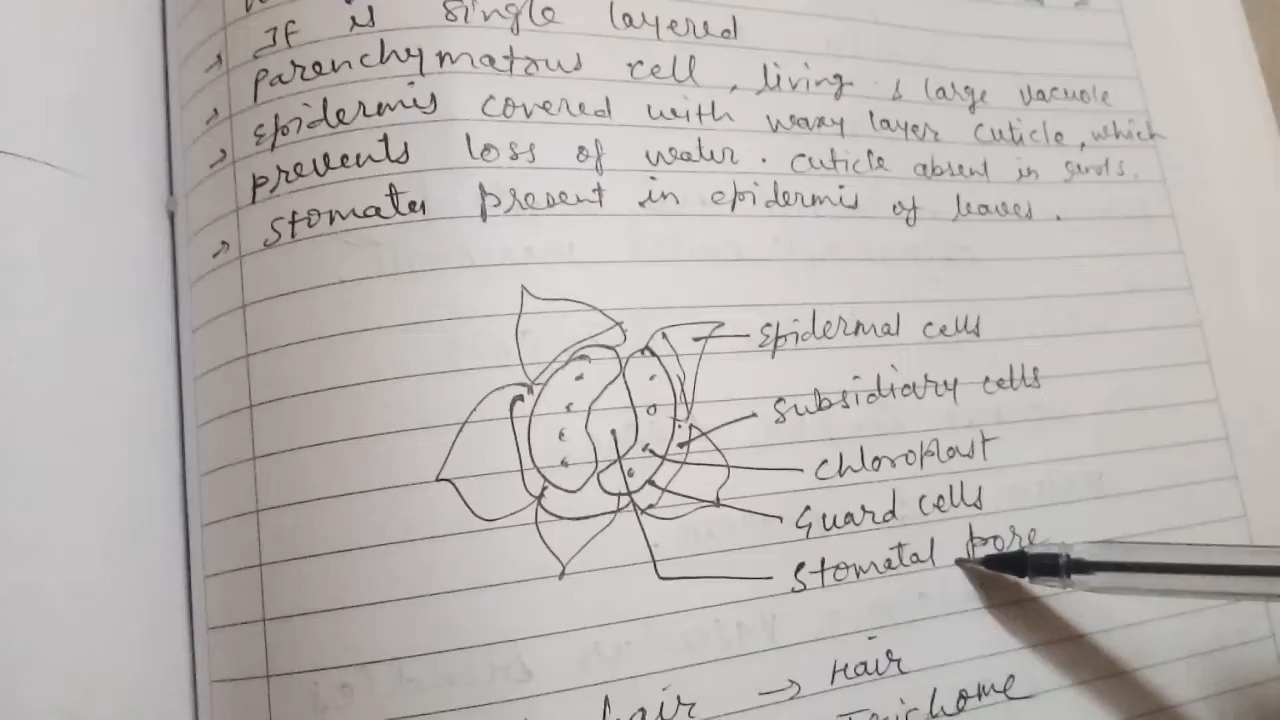 → It is single layered
→ parenchymatous cell, living & large vacuole
→ Epidermis covered with waxy layer cuticle, which
prevents loss of water. cuticle absent in roots.
→ Stomata present in epidermis of leaves.
Epidermal cells
Subsidiary cells
Chloroplast
Guard cells
Stomatal pore
hair → Hair
Trichome